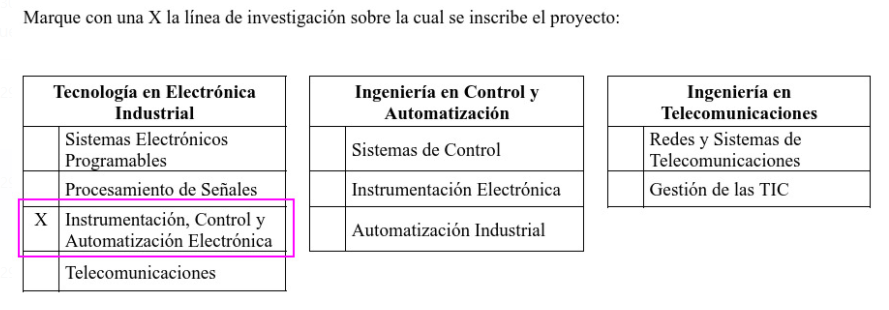 Marque con una X la línea de investigación sobre la cual se inscribe el proyecto:
Tecnología en Electrónica
Industrial
Sistemas Electrónicos
Programables
Procesamiento de Señales
X Instrumentación, Control y
Automatización Electrónica
Telecomunicaciones
Ingeniería en Control y
Automatización
Sistemas de Control
Instrumentación Electrónica
Automatización Industrial
Ingeniería en
Telecomunicaciones
Redes y Sistemas de
Telecomunicaciones
Gestión de las TIC